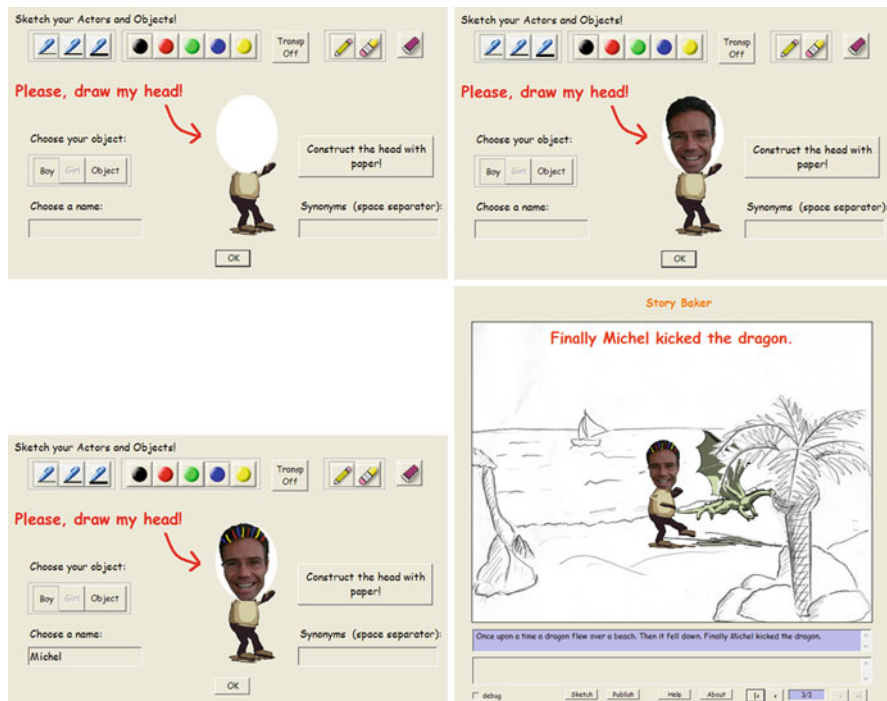 Sketch your Actors and Objects!
Transp
Off
Please, draw my head!
Choose your object:
Boy Girl Object
Construct the head with
paper!
Choose a name:
Synonyms (space separator):
OK
Sketch your Actors and Objects!
Transp
Off
Please, draw my head!
Choose your object:
Boy Girl Object
Construct the head with
paper!
Choose a name:
Synonyms (space separator):
OK
Sketch your Actors and Objects!
Transp
Off
Please, draw my head!
Choose your object:
Boy Girl Object
Construct the head with
paper!
Choose a name:
Synonyms (space separator):
Michel
OK
Story Baker
Finally Michel kicked the dragon.
Once upon a time a dragon flew over a beach. Then it fell down. Finally Michel kicked the dragon.
debug Sketch Publish Help About |< < 3/3 > >|